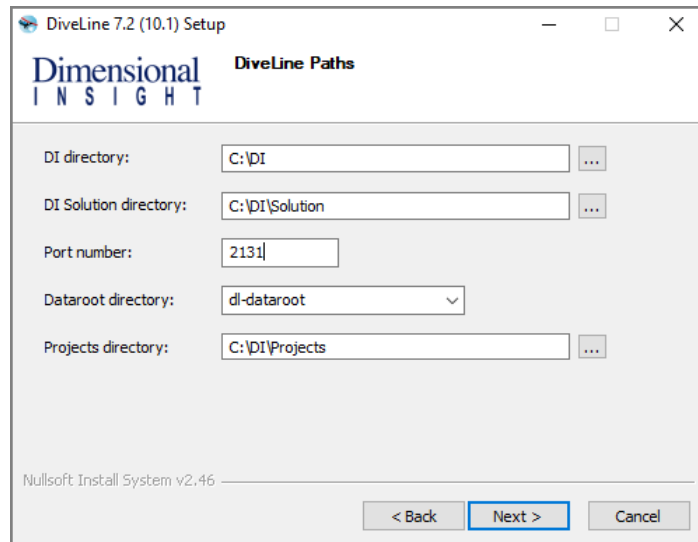 DiveLine 7.2 (10.1) Setup
Dimensional
INSIGHT
DiveLine Paths
DI directory:
C:\DI
...
DI Solution directory:
C:\DI\Solution
...
Port number:
2131
Dataroot directory:
dl-dataroot
Projects directory:
C:\DI\Projects
...
Nullsoft Install System v2.46
< Back
Next >
Cancel